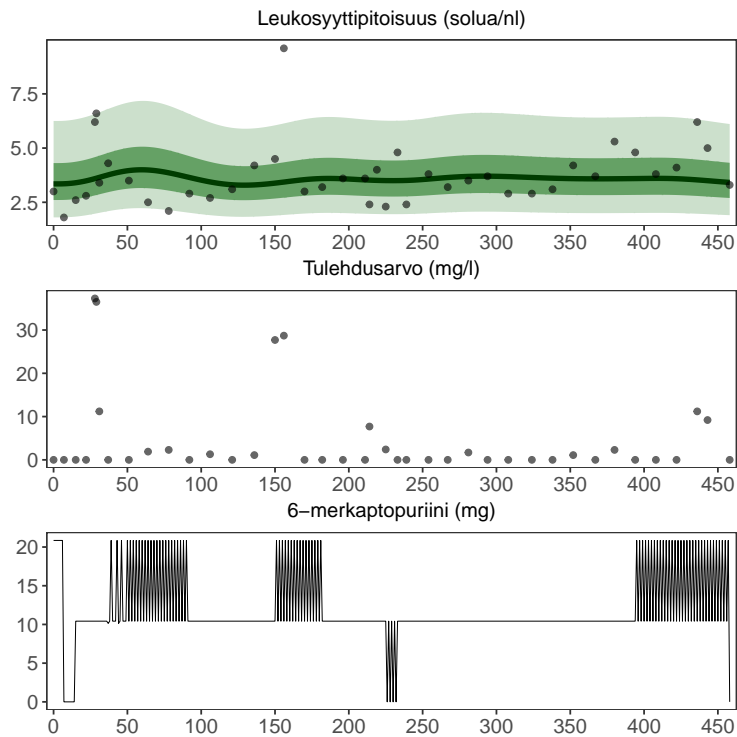 Leukosyyttipitoisuus (solua/nl)
7.5
5.0
2.5
0 50 100 150 200 250 300 350 400 450
Tulehdusarvo (mg/l)
30
20
10
0
0 50 100 150 200 250 300 350 400 450
6−merkaptopuriini (mg)
20
15
10
5
0
0 50 100 150 200 250 300 350 400 450